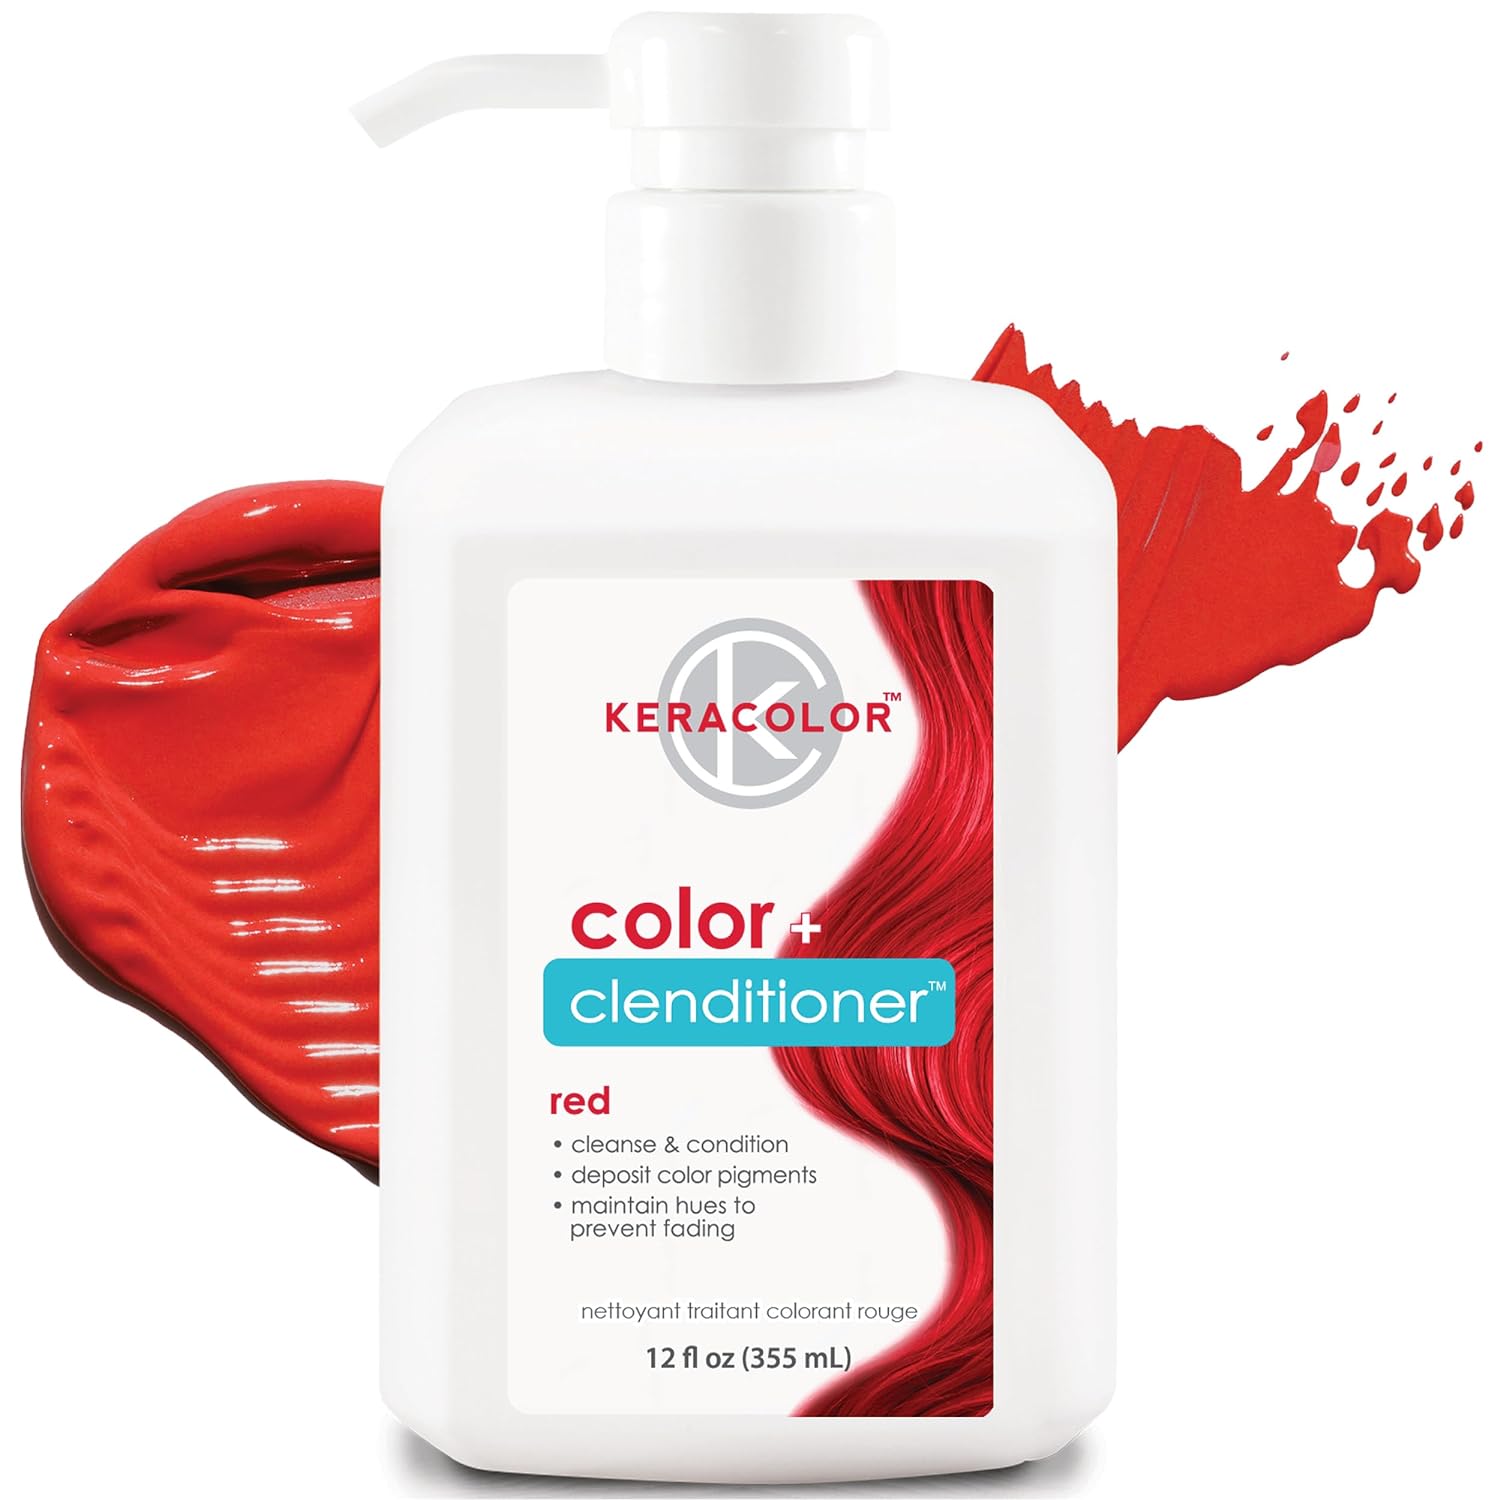 KERACOLOR™
color +
clenditioner™
red
• cleanse & condition
• deposit color pigments
• maintain hues to
prevent fading
nettoyant traitant colorant rouge
12 fl oz (355 mL)